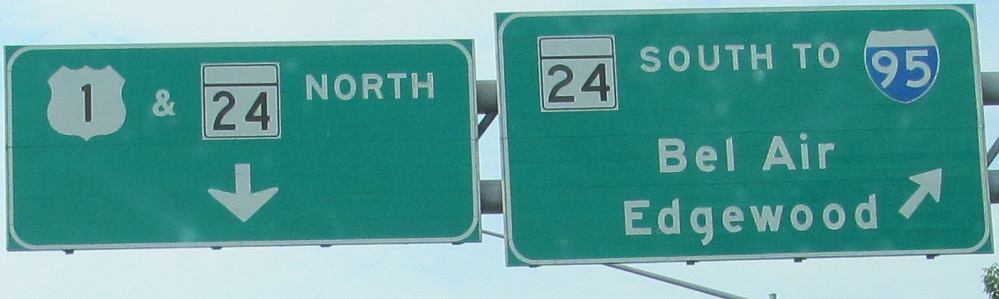 1 & 24 NORTH
24 SOUTH TO 95
Bel Air
Edgewood